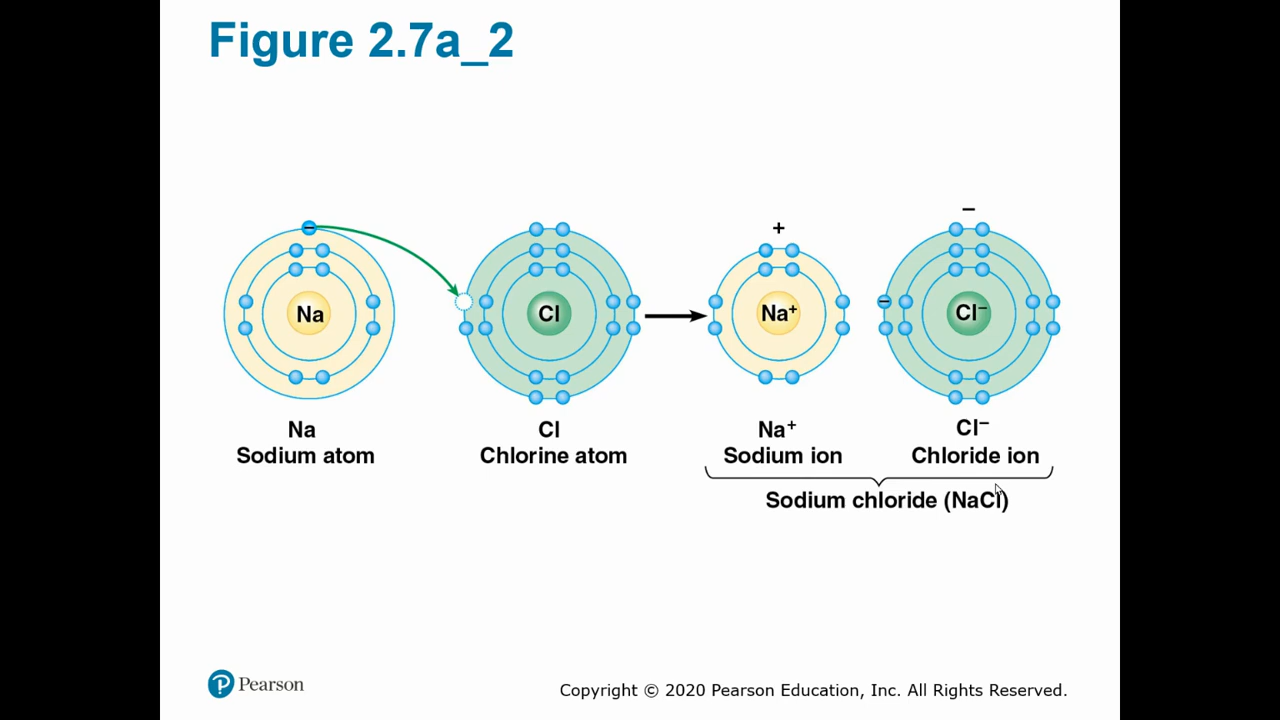 Figure 2.7a_2
−
−
+
Na
Cl
Na⁺
−
Cl⁻
Na
Sodium atom
Cl
Chlorine atom
Na⁺
Sodium ion
Cl⁻
Chloride ion
Sodium chloride (NaCl)
Pearson
Copyright © 2020 Pearson Education, Inc. All Rights Reserved.